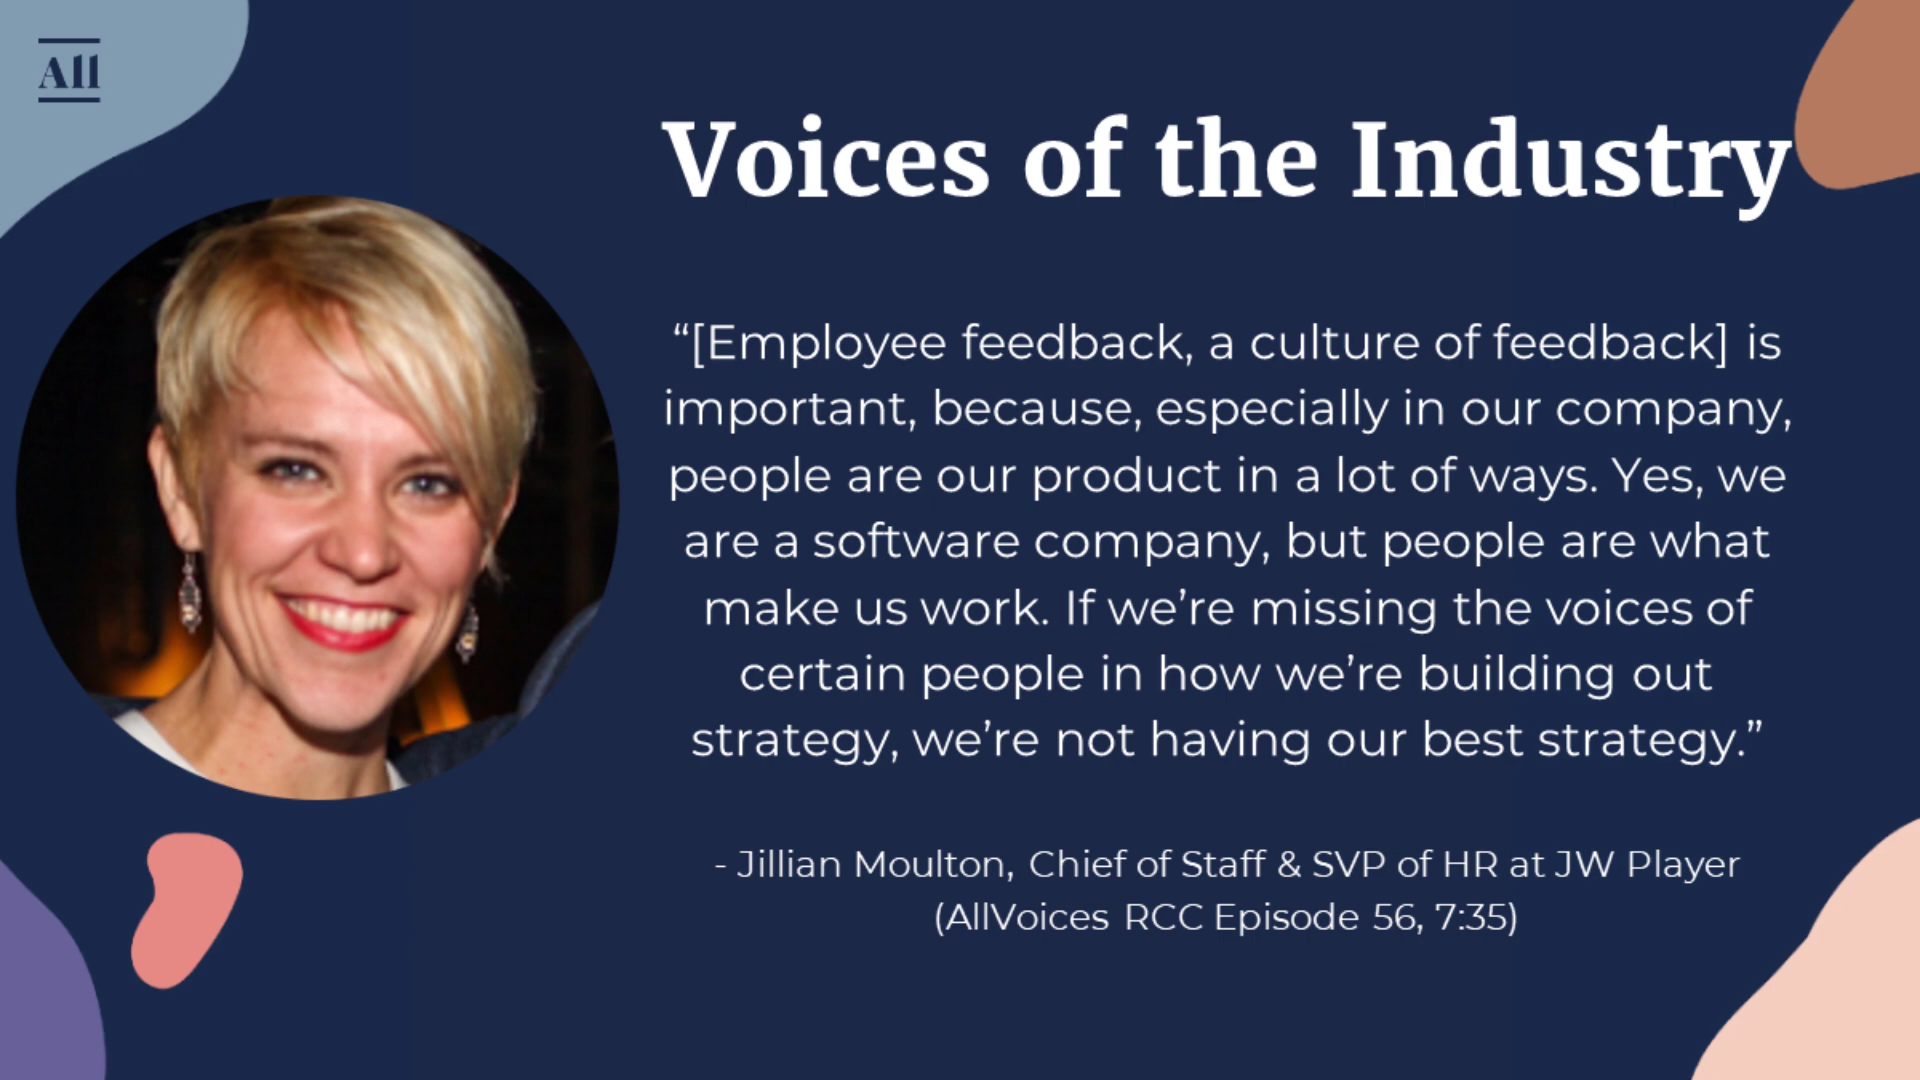 All
Voices of the Industry
“[Employee feedback, a culture of feedback] is
important, because, especially in our company,
people are our product in a lot of ways. Yes, we
are a software company, but people are what
make us work. If we’re missing the voices of
certain people in how we’re building out
strategy, we’re not having our best strategy.”
- Jillian Moulton, Chief of Staff & SVP of HR at JW Player
(AllVoices RCC Episode 56, 7:35)